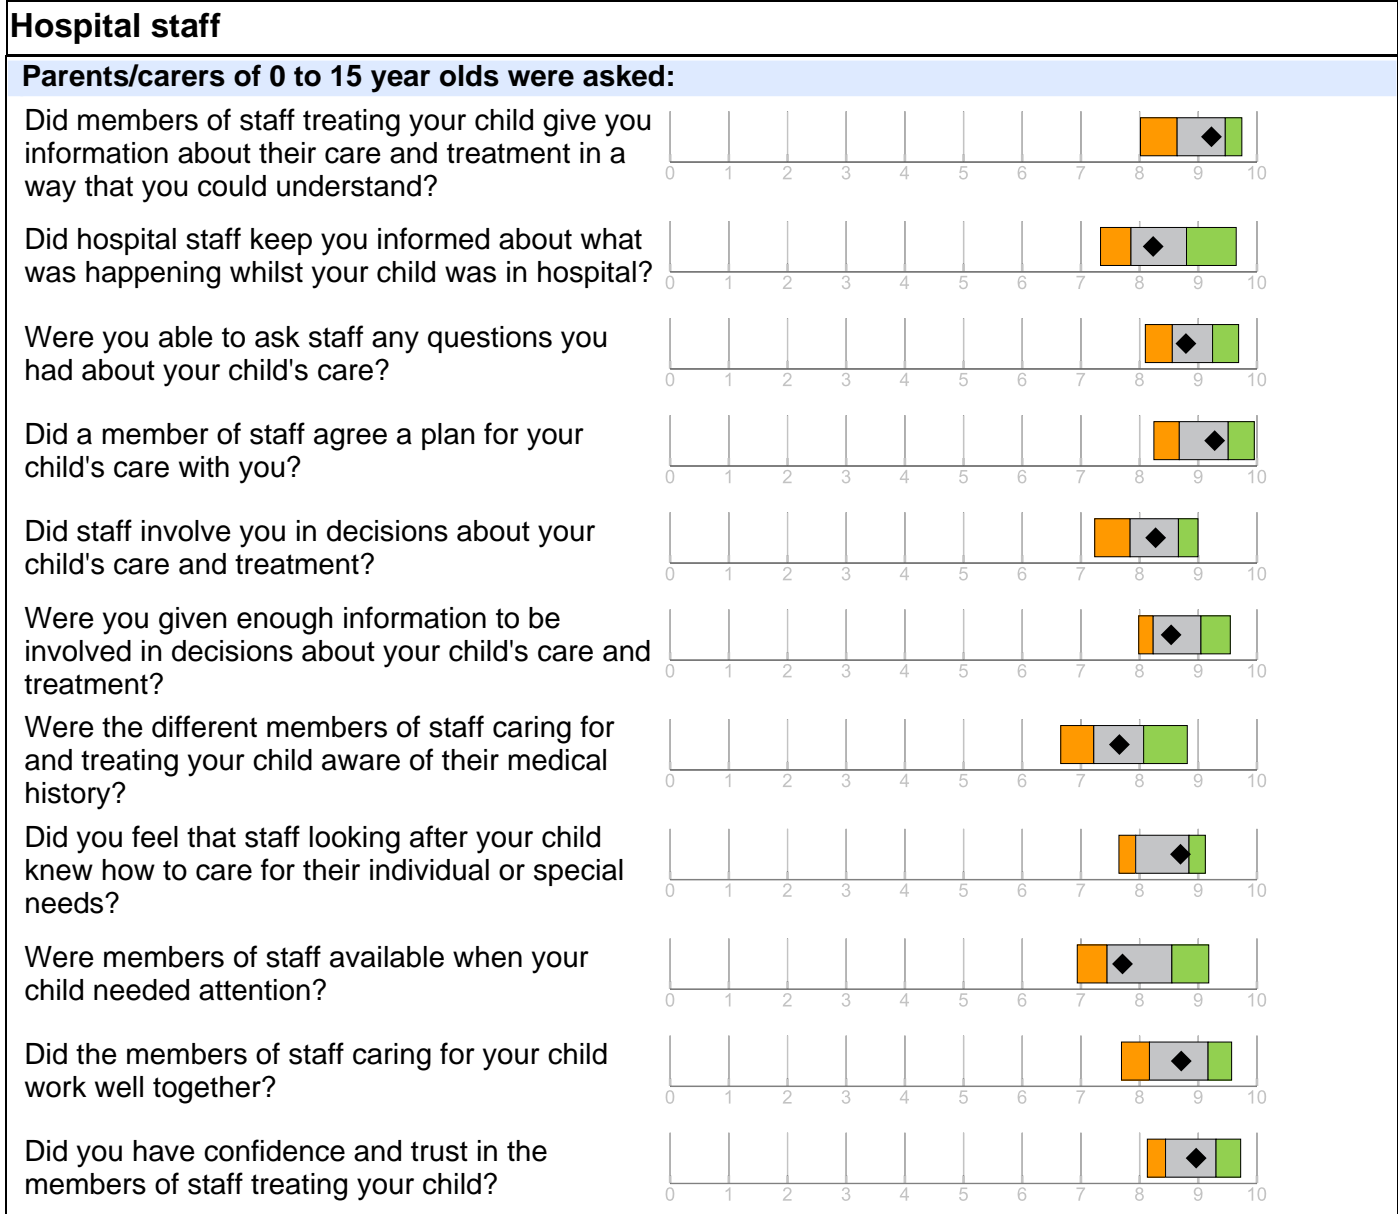 Hospital staff
Parents/carers of 0 to 15 year olds were asked:
Did members of staff treating your child give you
information about their care and treatment in a
way that you could understand?
0 1 2 3 4 5 6 7 8 9 10
Did hospital staff keep you informed about what
was happening whilst your child was in hospital?
0 1 2 3 4 5 6 7 8 9 10
Were you able to ask staff any questions you
had about your child's care?
0 1 2 3 4 5 6 7 8 9 10
Did a member of staff agree a plan for your
child's care with you?
0 1 2 3 4 5 6 7 8 9 10
Did staff involve you in decisions about your
child's care and treatment?
0 1 2 3 4 5 6 7 8 9 10
Were you given enough information to be
involved in decisions about your child's care and
treatment?
0 1 2 3 4 5 6 7 8 9 10
Were the different members of staff caring for
and treating your child aware of their medical
history?
0 1 2 3 4 5 6 7 8 9 10
Did you feel that staff looking after your child
knew how to care for their individual or special
needs?
0 1 2 3 4 5 6 7 8 9 10
Were members of staff available when your
child needed attention?
0 1 2 3 4 5 6 7 8 9 10
Did the members of staff caring for your child
work well together?
0 1 2 3 4 5 6 7 8 9 10
Did you have confidence and trust in the
members of staff treating your child?
0 1 2 3 4 5 6 7 8 9 10